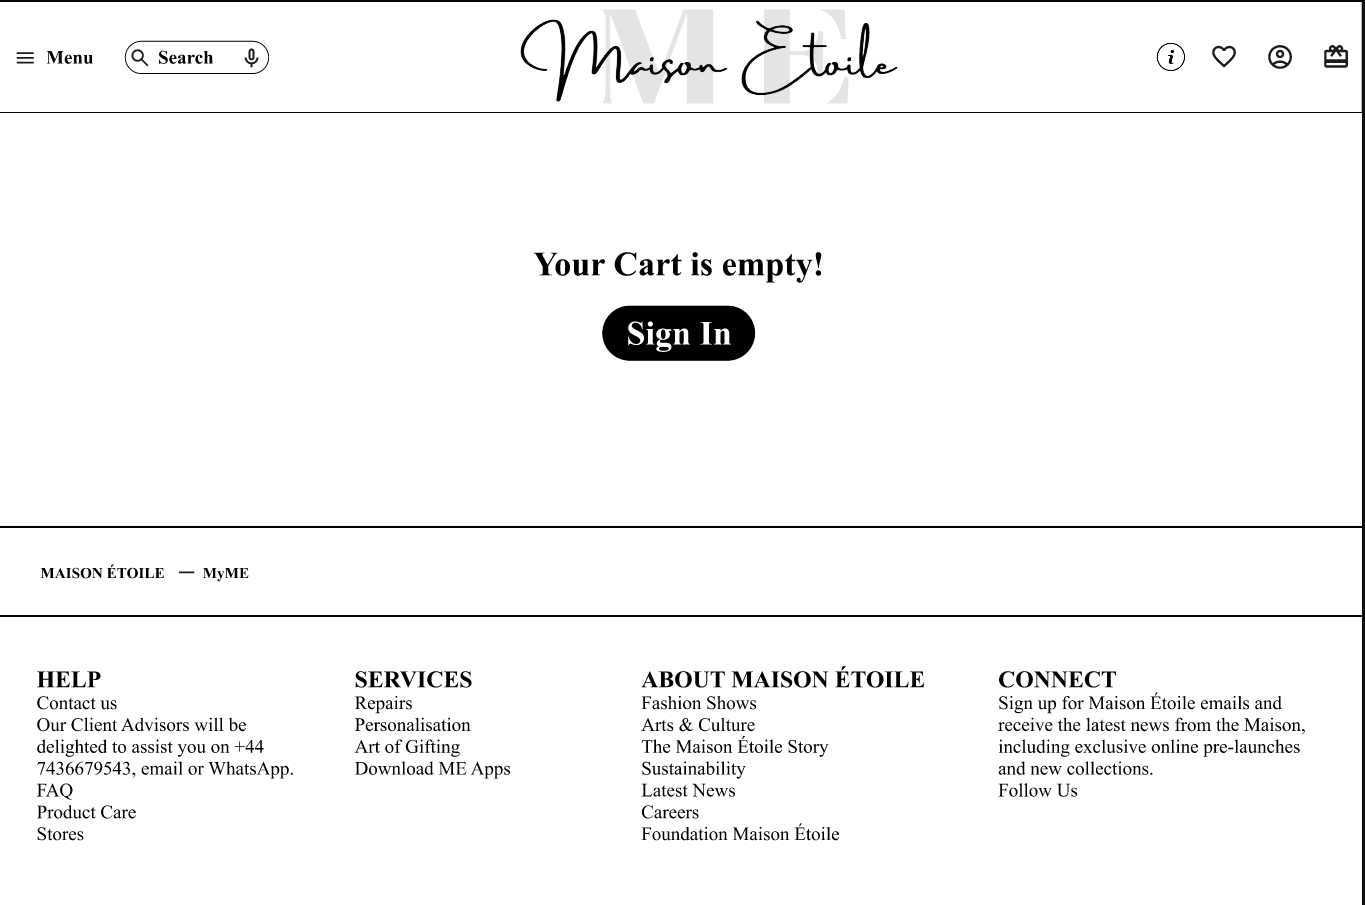 Menu
Search
ME
Maison Étoile
i
Your Cart is empty!
Sign In
MAISON ÉTOILE — MyME
HELP
Contact us
Our Client Advisors will be
delighted to assist you on +44
7436679543, email or WhatsApp.
FAQ
Product Care
Stores
SERVICES
Repairs
Personalisation
Art of Gifting
Download ME Apps
ABOUT MAISON ÉTOILE
Fashion Shows
Arts & Culture
The Maison Étoile Story
Sustainability
Latest News
Careers
Foundation Maison Étoile
CONNECT
Sign up for Maison Étoile emails and
receive the latest news from the Maison,
including exclusive online pre-launches
and new collections.
Follow Us